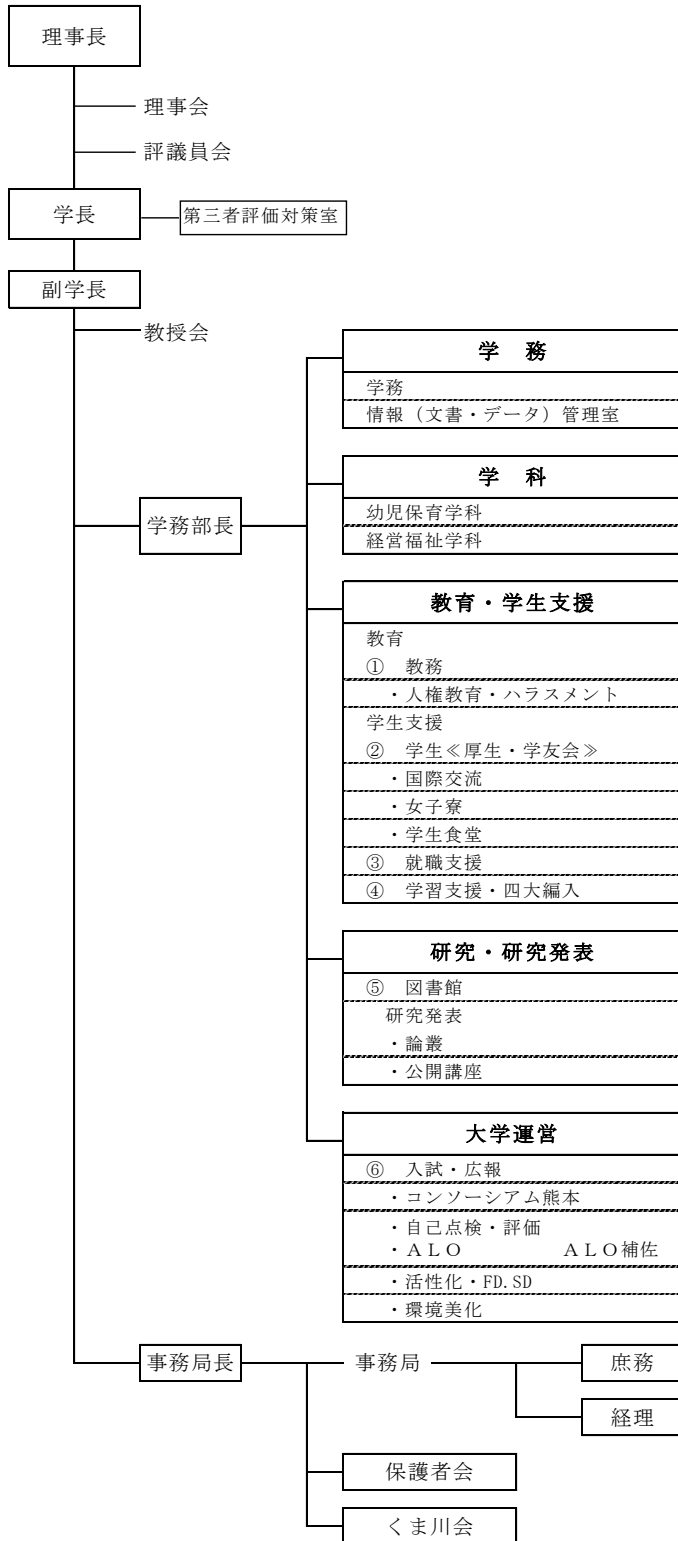 理事長
理事会
評議員会
学長
第三者評価対策室
副学長
教授会
学務部長
学　務
学務
情報（文書・データ）管理室
学　科
幼児保育学科
経営福祉学科
教育・学生支援
教育
①　教務
・人権教育・ハラスメント
学生支援
②　学生≪厚生・学友会≫
・国際交流
・女子寮
・学生食堂
③　就職支援
④　学習支援・四大編入
研究・研究発表
⑤　図書館
研究発表
・論叢
・公開講座
大学運営
⑥　入試・広報
・コンソーシアム熊本
・自己点検・評価
・ＡＬＯ　　　　ＡＬＯ補佐
・活性化・FD.SD
・環境美化
事務局長
事務局
庶務
経理
保護者会
くま川会